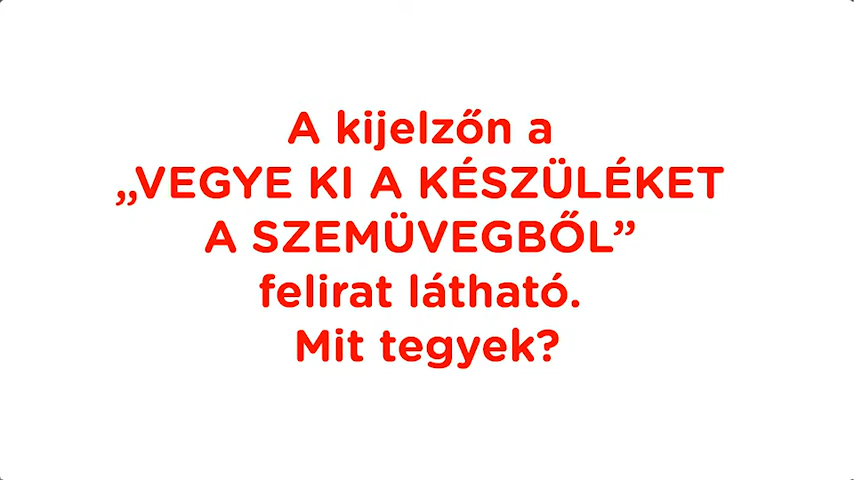 A kijelzőn a
„VEGYE KI A KÉSZÜLÉKET
A SZEMÜVEGBŐL”
felirat látható.
Mit tegyek?